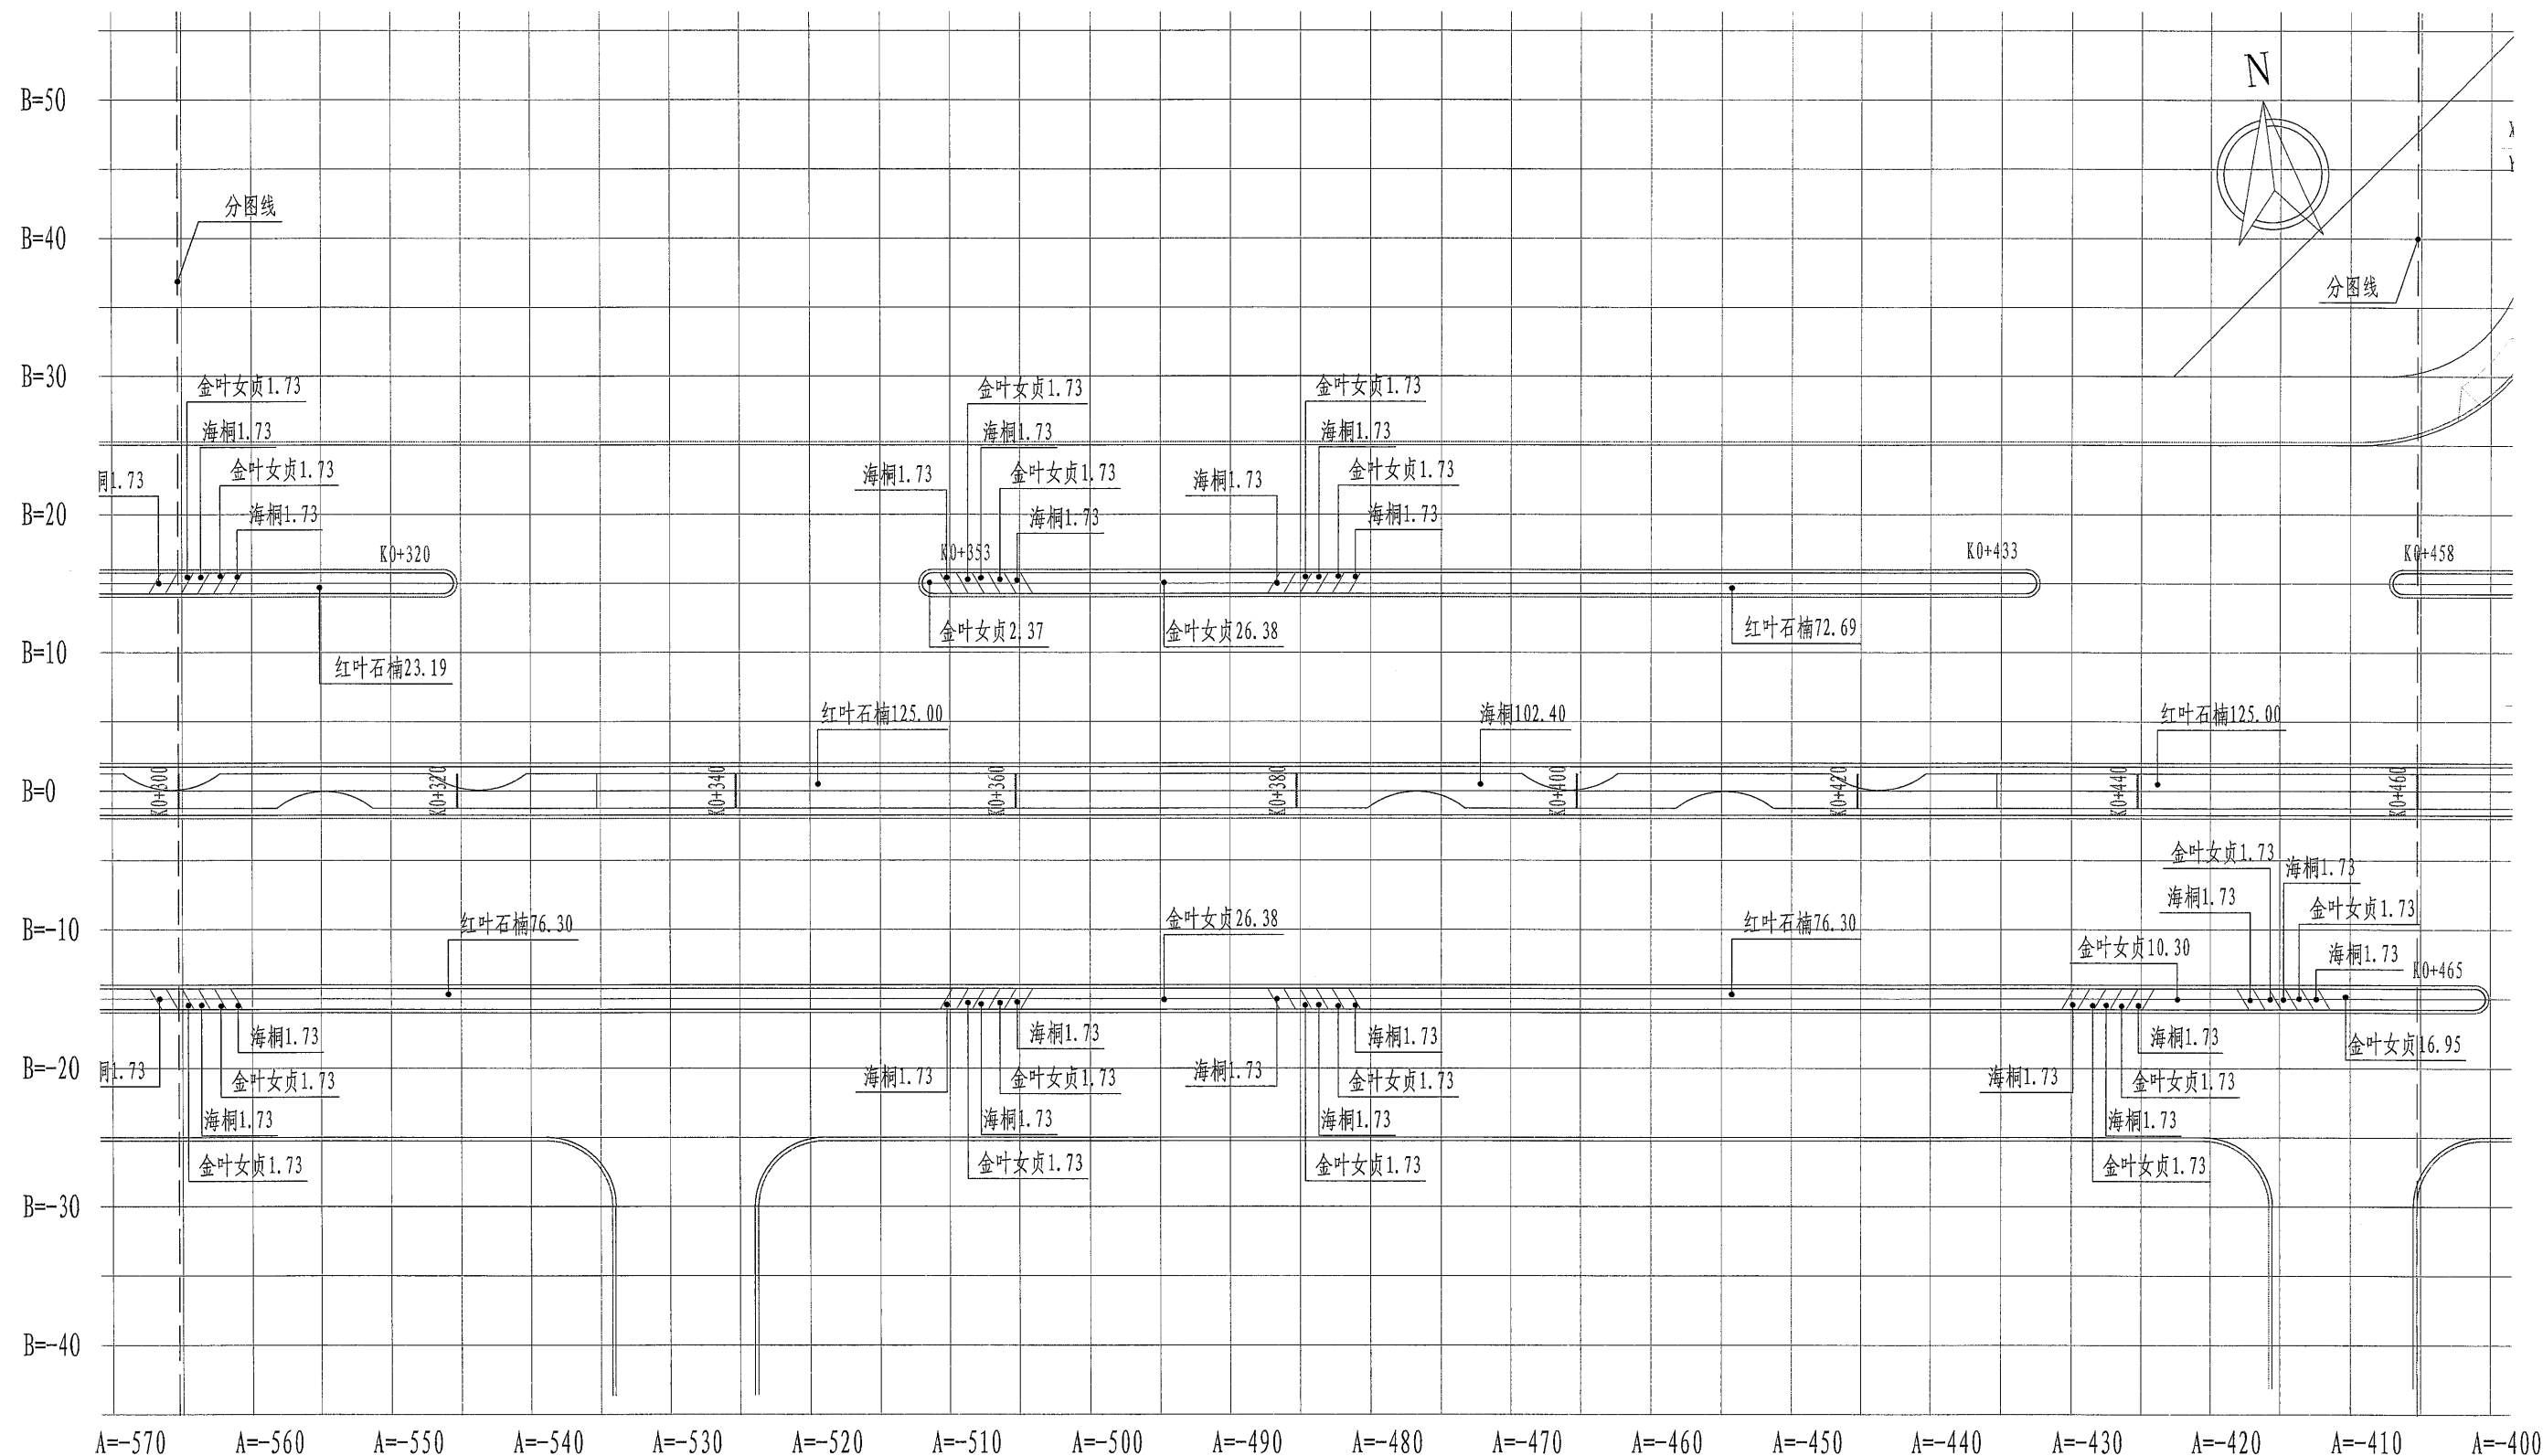 N
B=50
分图线
B=40
分图线
B=30
金叶女贞1.73
金叶女贞1.73
金叶女贞1.73
海桐1.73
海桐1.73
海桐1.73
金叶女贞1.73
海桐1.73
金叶女贞1.73
海桐1.73
金叶女贞1.73
1.73
B=20
海桐1.73
海桐1.73
海桐1.73
K0+320
K0+353
K0+433
K0+458
金叶女贞2.37
金叶女贞26.38
红叶石楠72.69
B=10
红叶石楠23.19
红叶石楠125.00
海桐102.40
红叶石楠125.00
B=0
K0+300
K0+320
K0+340
K0+360
K0+380
K0+400
K0+420
K0+440
K0+460
金叶女贞1.73
海桐1.73
海桐1.73
金叶女贞1.73
B=-10
红叶石楠76.30
金叶女贞26.38
红叶石楠76.30
金叶女贞10.30
海桐1.73
K0+465
海桐1.73
海桐1.73
海桐1.73
海桐1.73
金叶女贞16.95
B=-20
1.73
金叶女贞1.73
海桐1.73
金叶女贞1.73
海桐1.73
金叶女贞1.73
海桐1.73
金叶女贞1.73
海桐1.73
海桐1.73
海桐1.73
海桐1.73
金叶女贞1.73
金叶女贞1.73
金叶女贞1.73
金叶女贞1.73
B=-30
B=-40
A=-570
A=-560
A=-550
A=-540
A=-530
A=-520
A=-510
A=-500
A=-490
A=-480
A=-470
A=-460
A=-450
A=-440
A=-430
A=-420
A=-410
A=-400